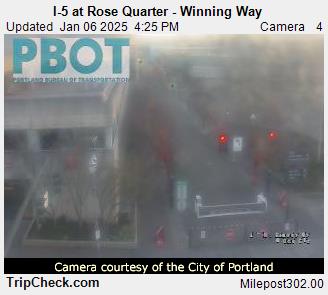 I-5 at Rose Quarter - Winning Way
Updated Jan 06 2025 4:25 PM Camera 4
PBOT
PORTLAND BUREAU OF TRANSPORTATION
Camera courtesy of the City of Portland
TripCheck.com Milepost302.00